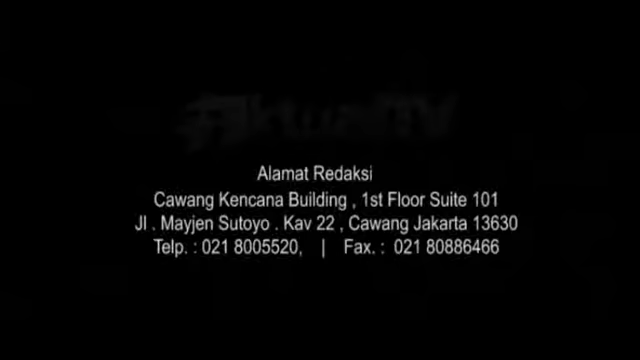 AktualTV
Alamat Redaksi
Cawang Kencana Building , 1st Floor Suite 101
Jl . Mayjen Sutoyo . Kav 22 , Cawang Jakarta 13630
Telp. : 021 8005520, | Fax. : 021 80886466